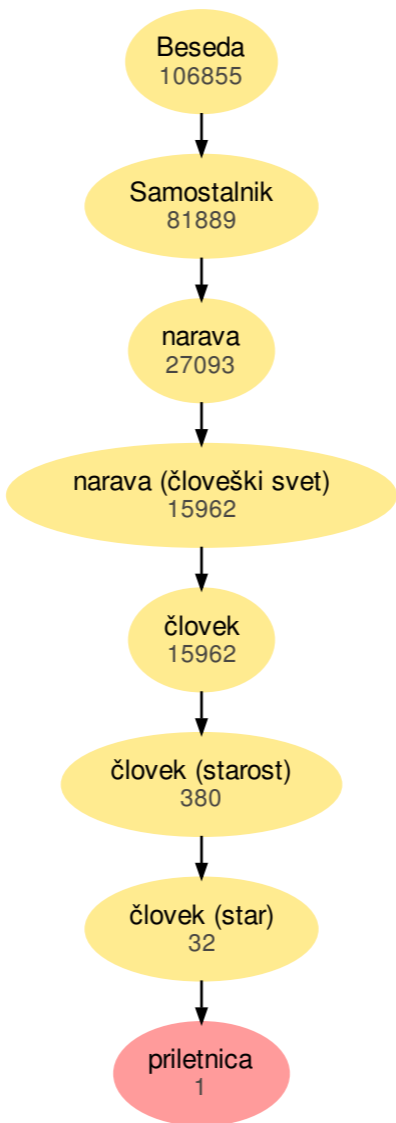 Beseda
106855
Samostalnik
81889
narava
27093
narava (človeški svet)
15962
človek
15962
človek (starost)
380
človek (star)
32
priletnica
1